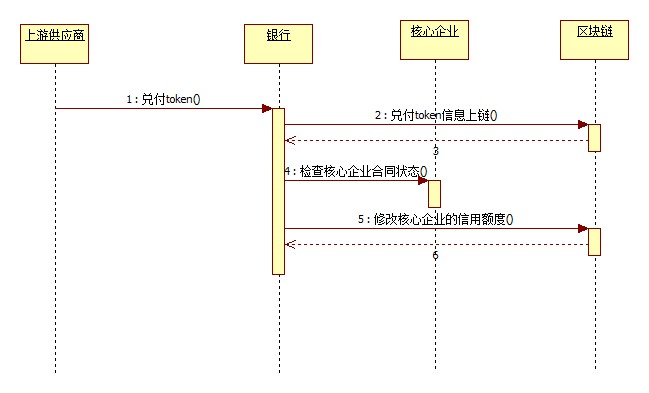 上游供应商
银行
核心企业
区块链
1 : 兑付token()
2 : 兑付token信息上链()
3
4 : 检查核心企业合同状态()
5 : 修改核心企业的信用额度()
6